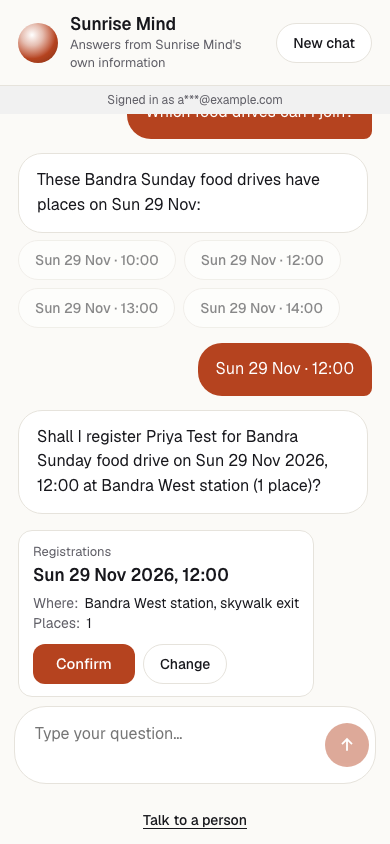 Sunrise Mind
Answers from Sunrise Mind's
own information
New chat
Signed in as a***@example.com
Which food drives can I join?
These Bandra Sunday food drives have
places on Sun 29 Nov:
Sun 29 Nov · 10:00
Sun 29 Nov · 12:00
Sun 29 Nov · 13:00
Sun 29 Nov · 14:00
Sun 29 Nov · 12:00
Shall I register Priya Test for Bandra
Sunday food drive on Sun 29 Nov 2026,
12:00 at Bandra West station (1 place)?
Registrations
Sun 29 Nov 2026, 12:00
Where: Bandra West station, skywalk exit
Places: 1
Confirm
Change
Type your question...
Talk to a person